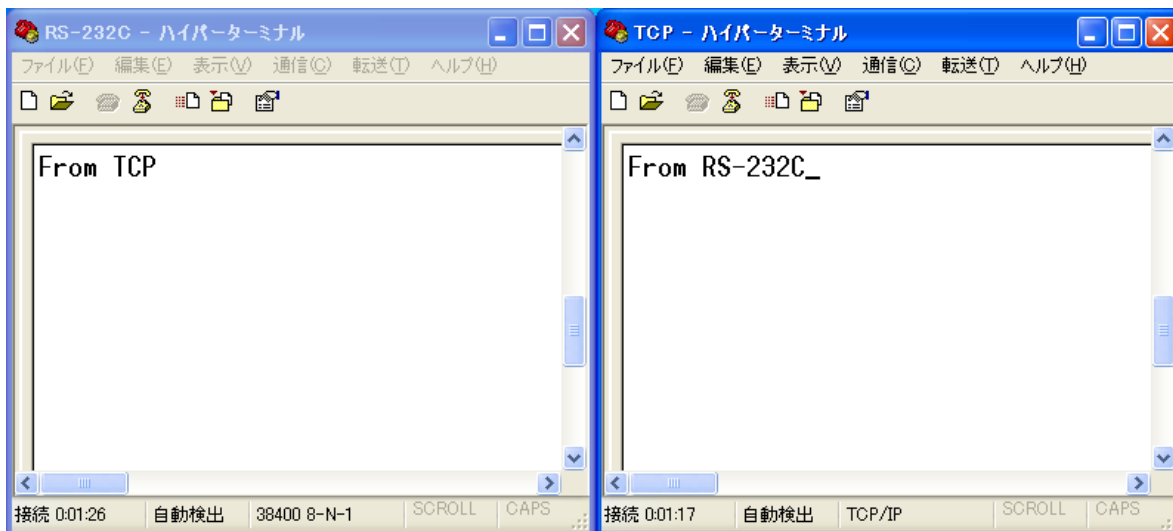 RS-232C - ハイパーターミナル
ファイル(F) 編集(E) 表示(V) 通信(C) 転送(T) ヘルプ(H)
From TCP
接続 0:01:26 自動検出 38400 8-N-1 SCROLL CAPS
TCP - ハイパーターミナル
ファイル(F) 編集(E) 表示(V) 通信(C) 転送(T) ヘルプ(H)
From RS-232C_
接続 0:01:17 自動検出 TCP/IP SCROLL CAPS